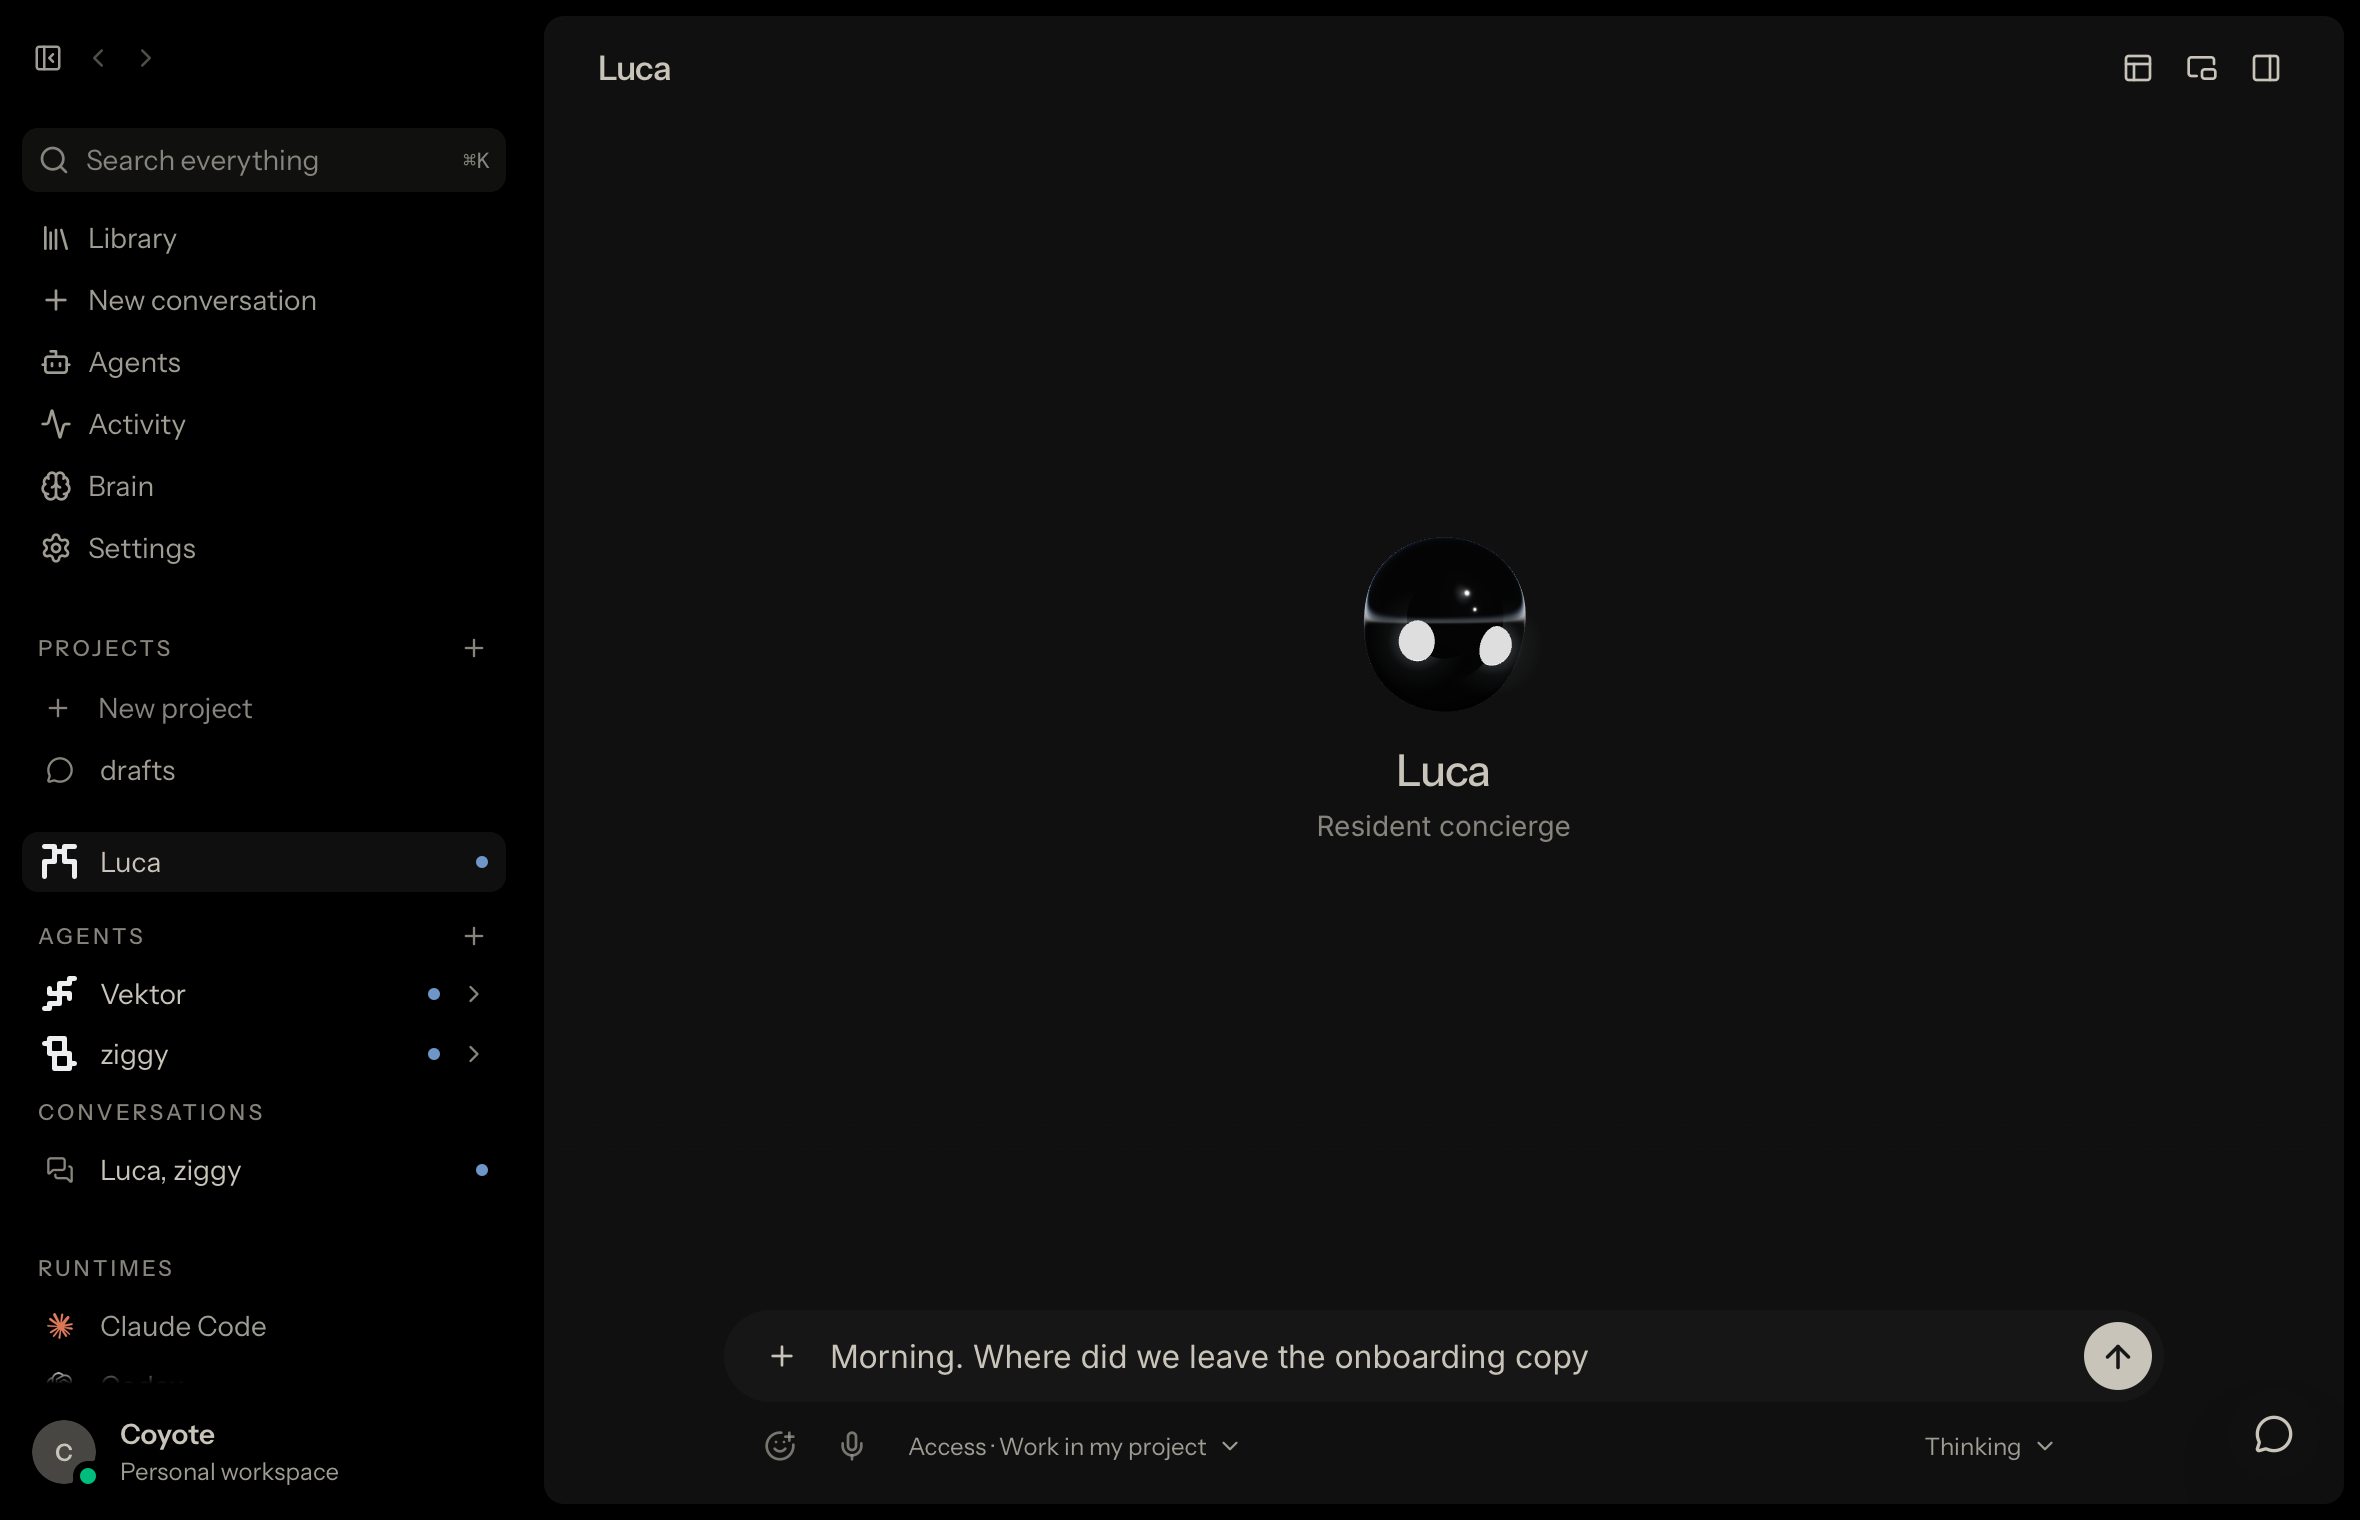 Luca
Search everything ⌘K
Library
New conversation
Agents
Activity
Brain
Settings
PROJECTS
New project
drafts
Luca
AGENTS
Vektor
ziggy
CONVERSATIONS
Luca, ziggy
RUNTIMES
Claude Code
C
Coyote
Personal workspace
Luca
Resident concierge
Morning. Where did we leave the onboarding copy
Access · Work in my project
Thinking